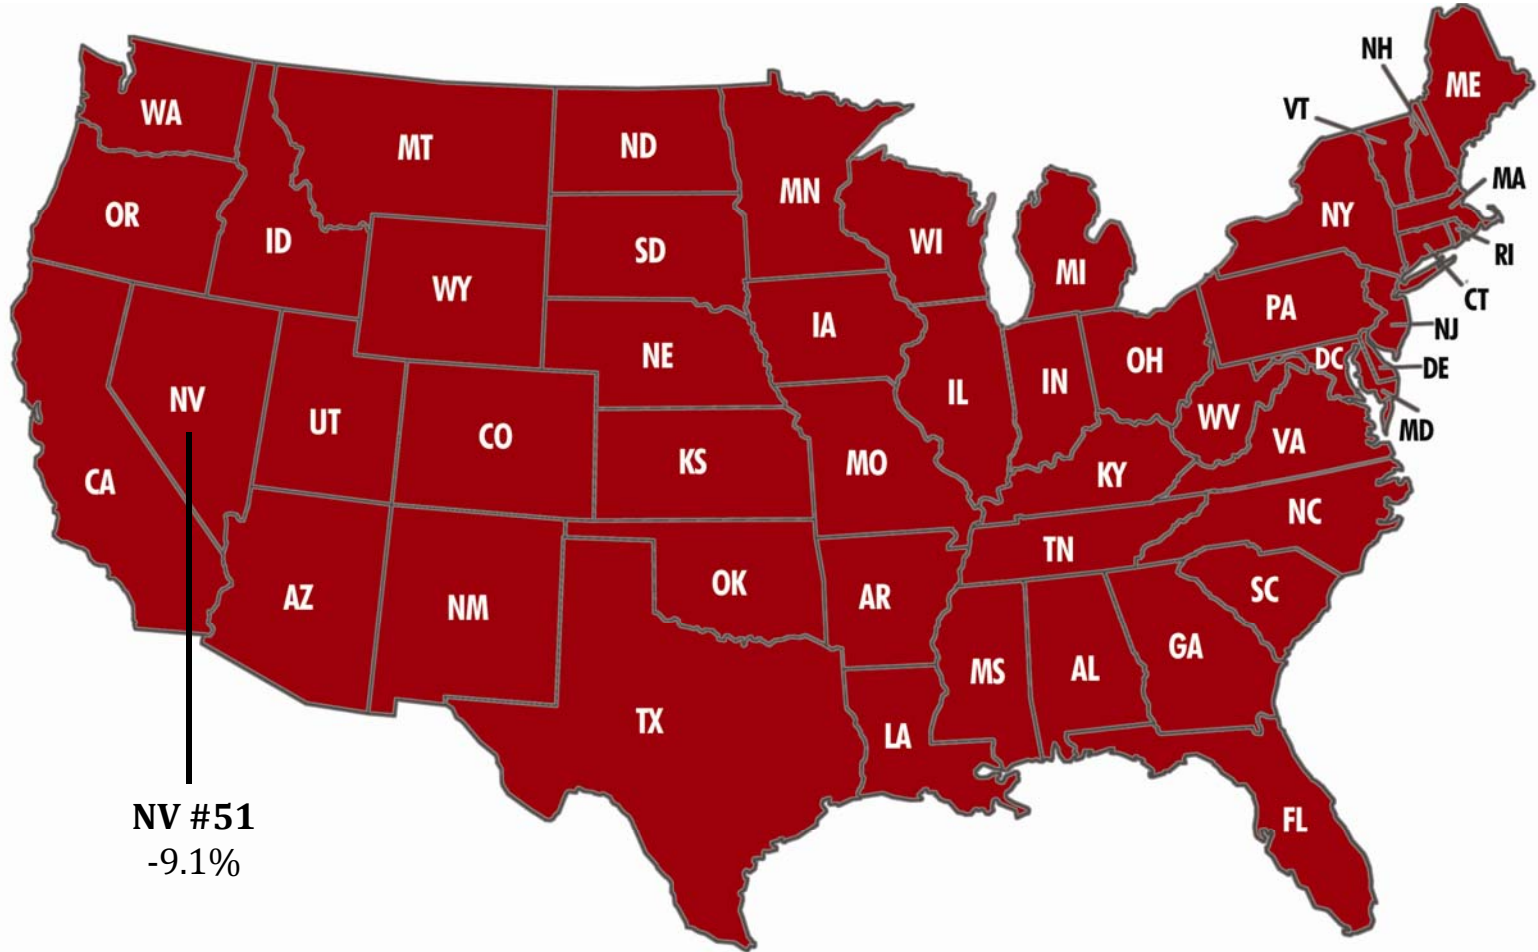 NH
ME
VT
WA
MT
ND
MN
MA
OR
ID
SD
WI
NY
MI
RI
WY
CT
IA
PA
NJ
NE
OH
DC
DE
NV
UT
CO
IL
IN
WV
MD
VA
CA
KS
MO
KY
NC
TN
AZ
NM
OK
AR
SC
GA
MS
AL
TX
LA
FL
NV #51
-9.1%